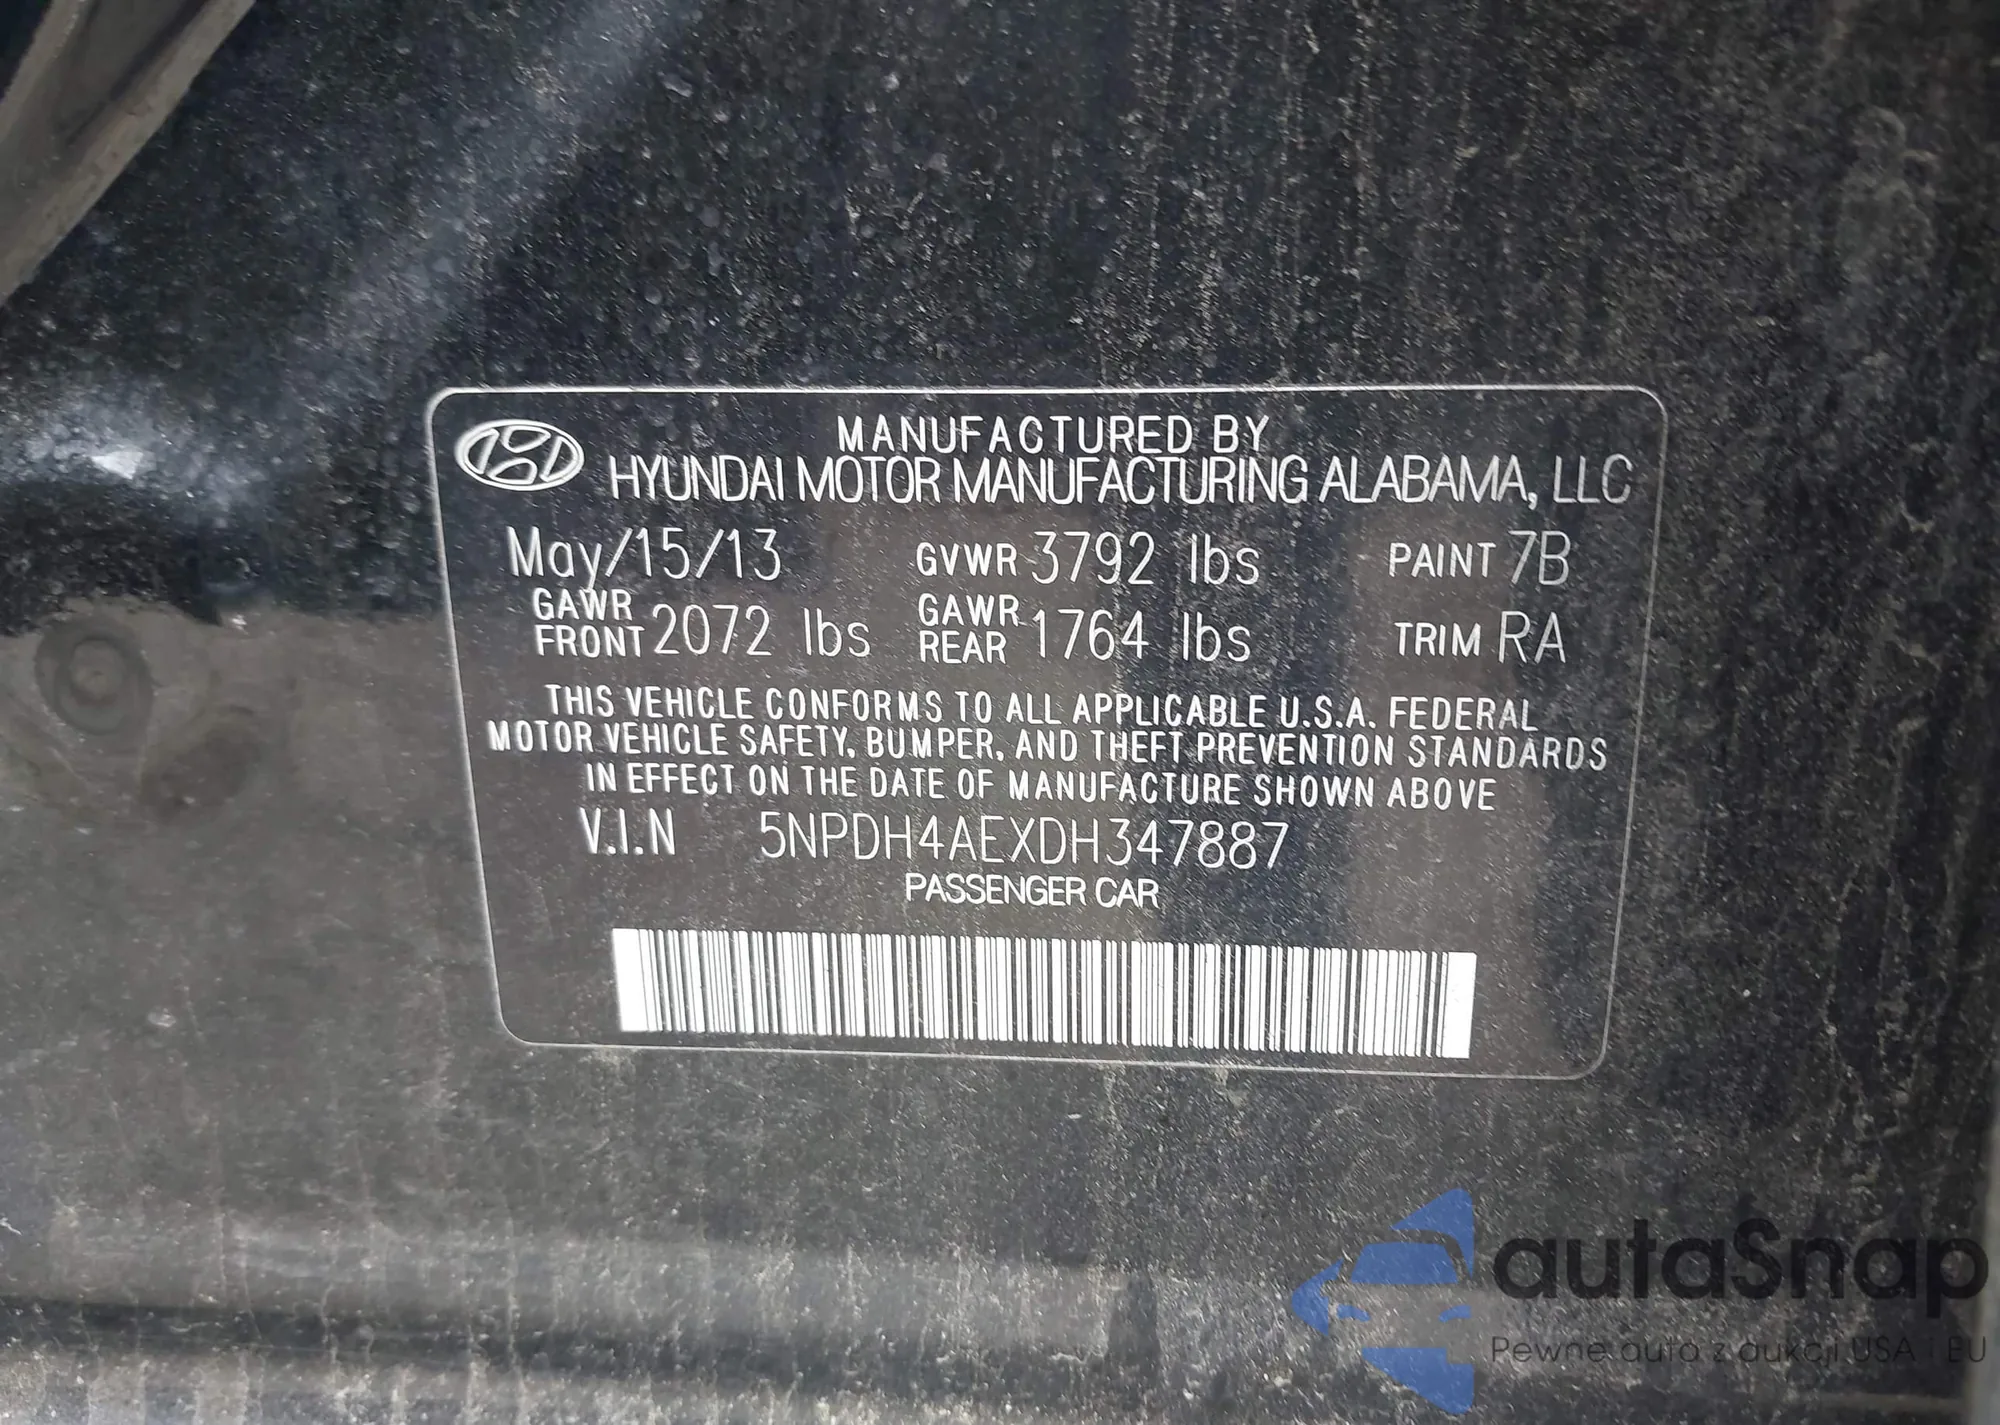 MANUFACTURED BY
HYUNDAI MOTOR MANUFACTURING ALABAMA, LLC
May/15/13 GVWR 3792 lbs PAINT 7B
GAWR FRONT 2072 lbs GAWR REAR 1764 lbs TRIM RA
THIS VEHICLE CONFORMS TO ALL APPLICABLE U.S.A. FEDERAL
MOTOR VEHICLE SAFETY, BUMPER, AND THEFT PREVENTION STANDARDS
IN EFFECT ON THE DATE OF MANUFACTURE SHOWN ABOVE
V.I.N 5NPDH4AEXDH347887
PASSENGER CAR
autaSnap
Pewne auta z aukcji USA i EU